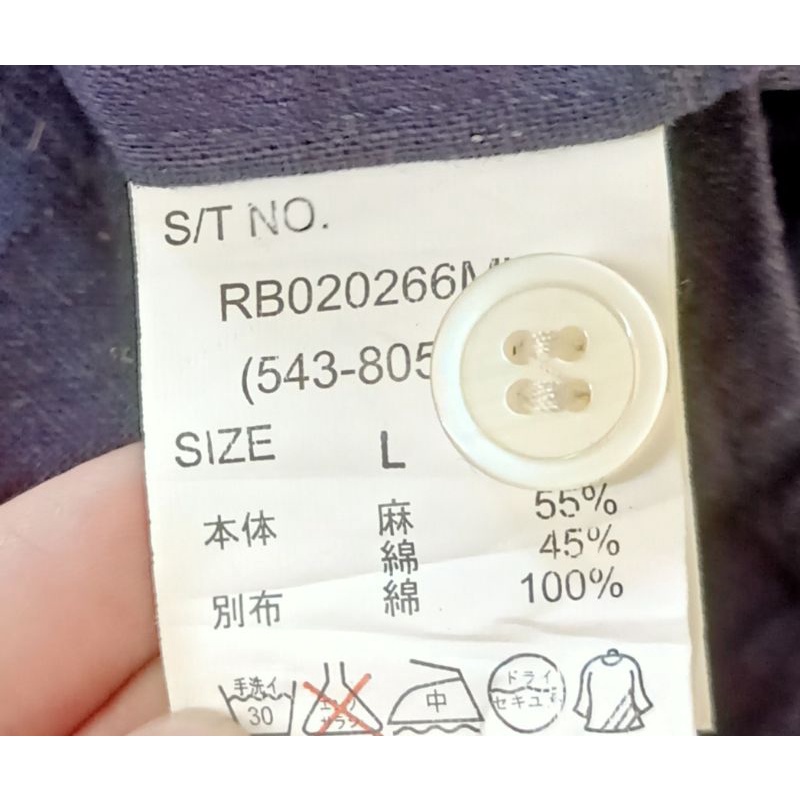 S/T NO.
RB020266M
(543-805
SIZE L
本体 麻 55%
綿 45%
別布 綿 100%
手洗イ
30
中
ドライ
セキユ系